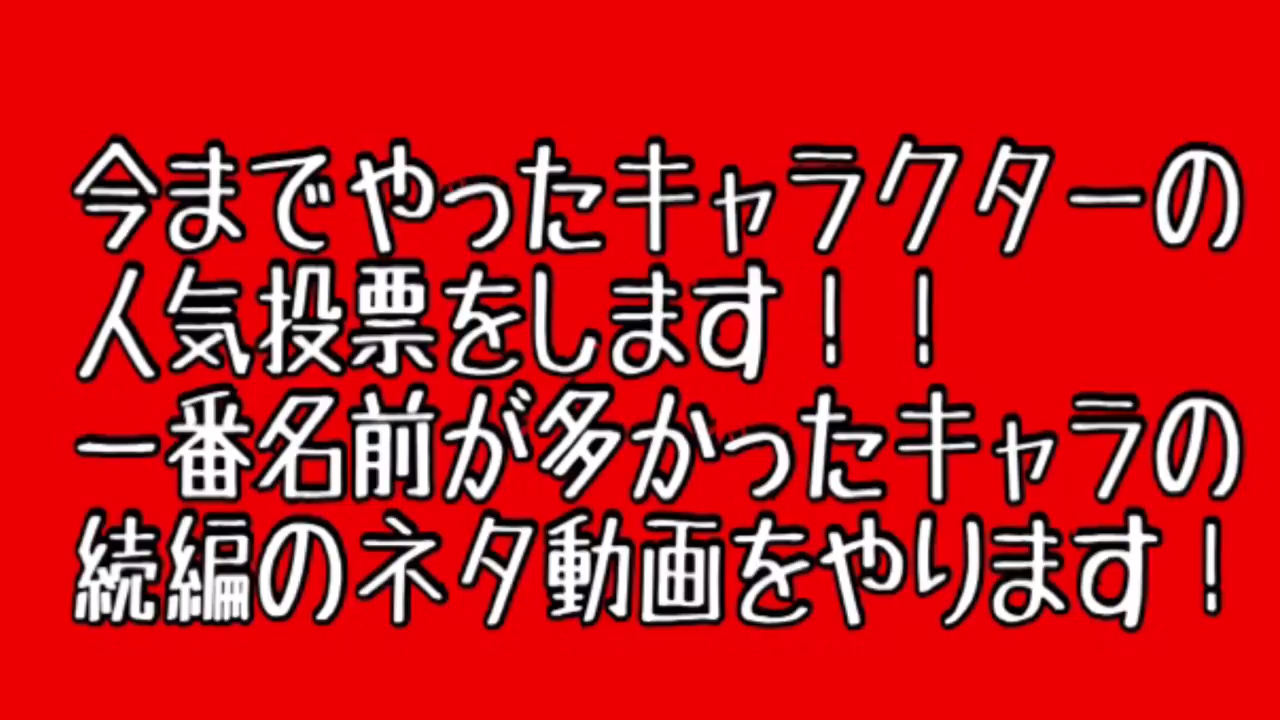 今までやったキャラクターの
人気投票をします！！
一番名前が多かったキャラの
続編のネタ動画をやります！